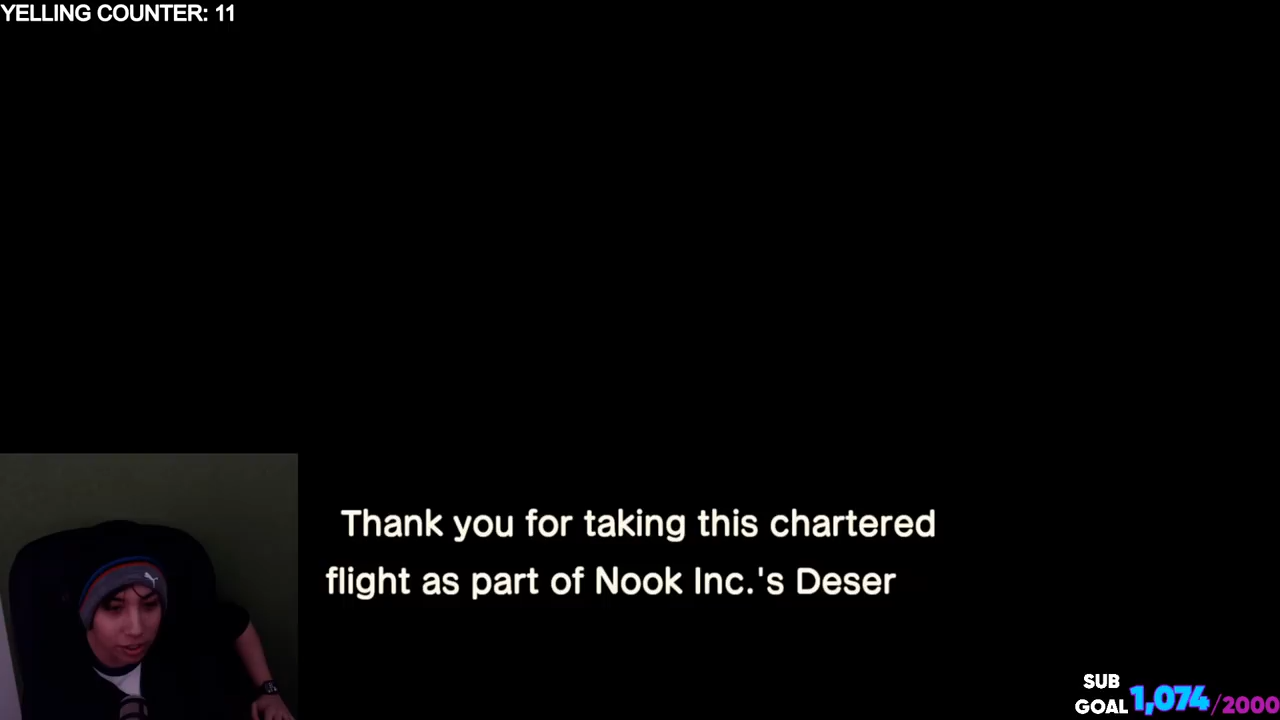 YELLING COUNTER: 11
Thank you for taking this chartered
flight as part of Nook Inc.'s Deser
SUB
GOAL 1,074/2000